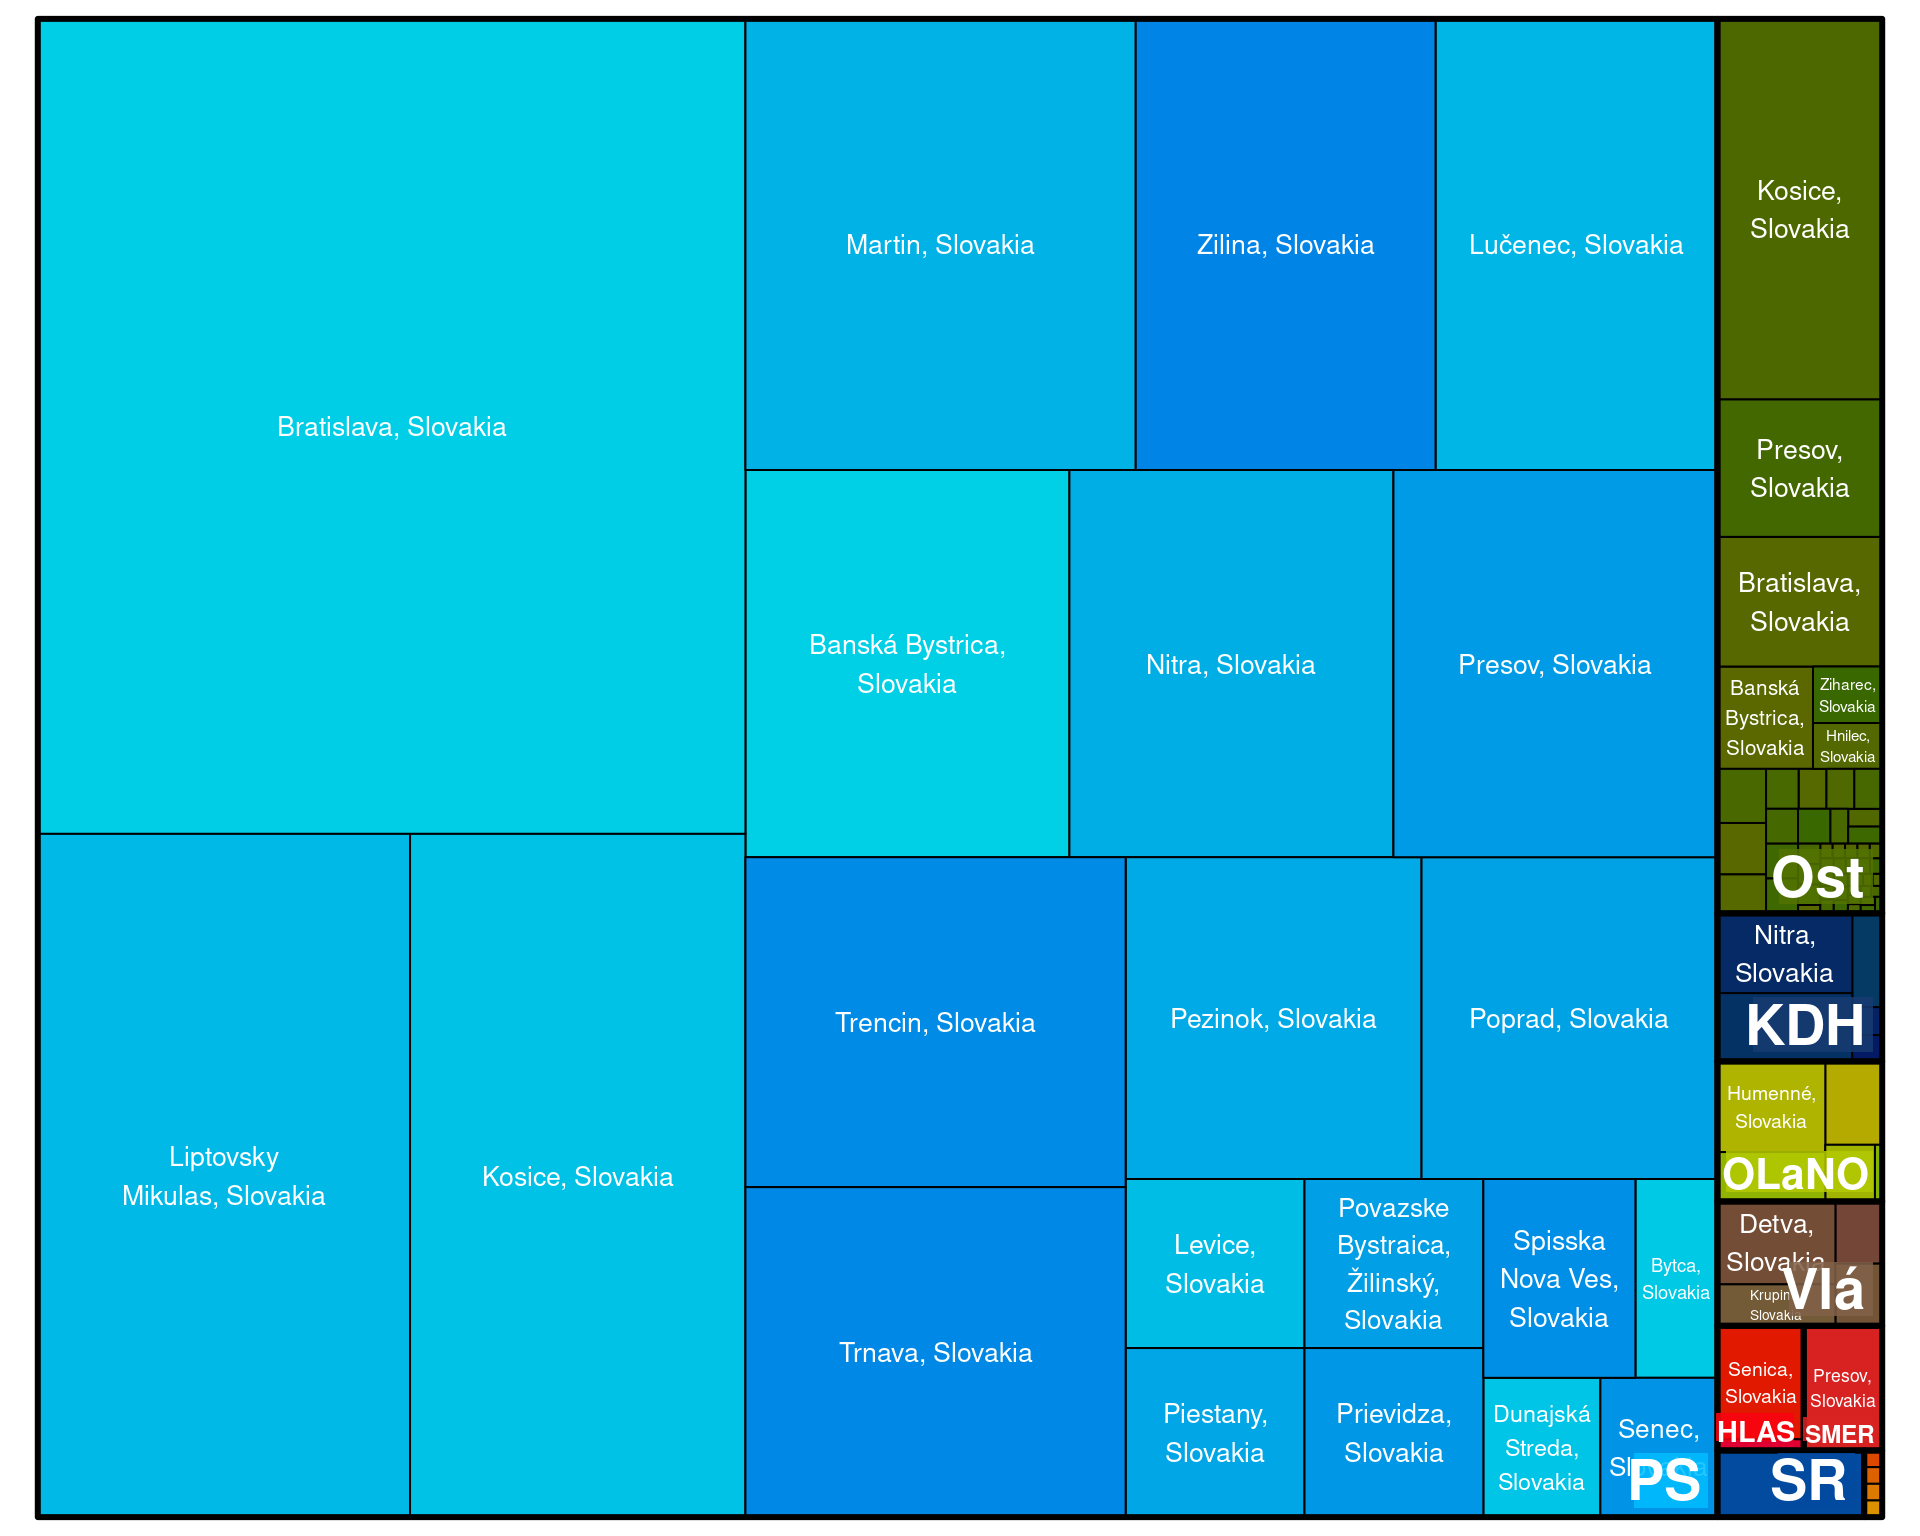 Bratislava, Slovakia
Martin, Slovakia
Zilina, Slovakia
Lučenec, Slovakia
Banská Bystrica,
Slovakia
Nitra, Slovakia
Presov, Slovakia
Liptovsky
Mikulas, Slovakia
Kosice, Slovakia
Trencin, Slovakia
Trnava, Slovakia
Pezinok, Slovakia
Poprad, Slovakia
Levice,
Slovakia
Povazske
Bystraica,
Žilinský,
Slovakia
Spisska
Nova Ves,
Slovakia
Bytca,
Slovakia
Piestany,
Slovakia
Prievidza,
Slovakia
Dunajská
Streda,
Slovakia
Senec,
PS
Kosice,
Slovakia
Presov,
Slovakia
Bratislava,
Slovakia
Banská
Bystrica,
Slovakia
Ziharec,
Slovakia
Hnilec,
Slovakia
Ost
Nitra,
Slovakia
KDH
Humenné,
Slovakia
OLaNO
Detva,
Slovakia
Slovakia
Vlá
Senica,
Slovakia
HLAS
Presov,
Slovakia
SMER
SR